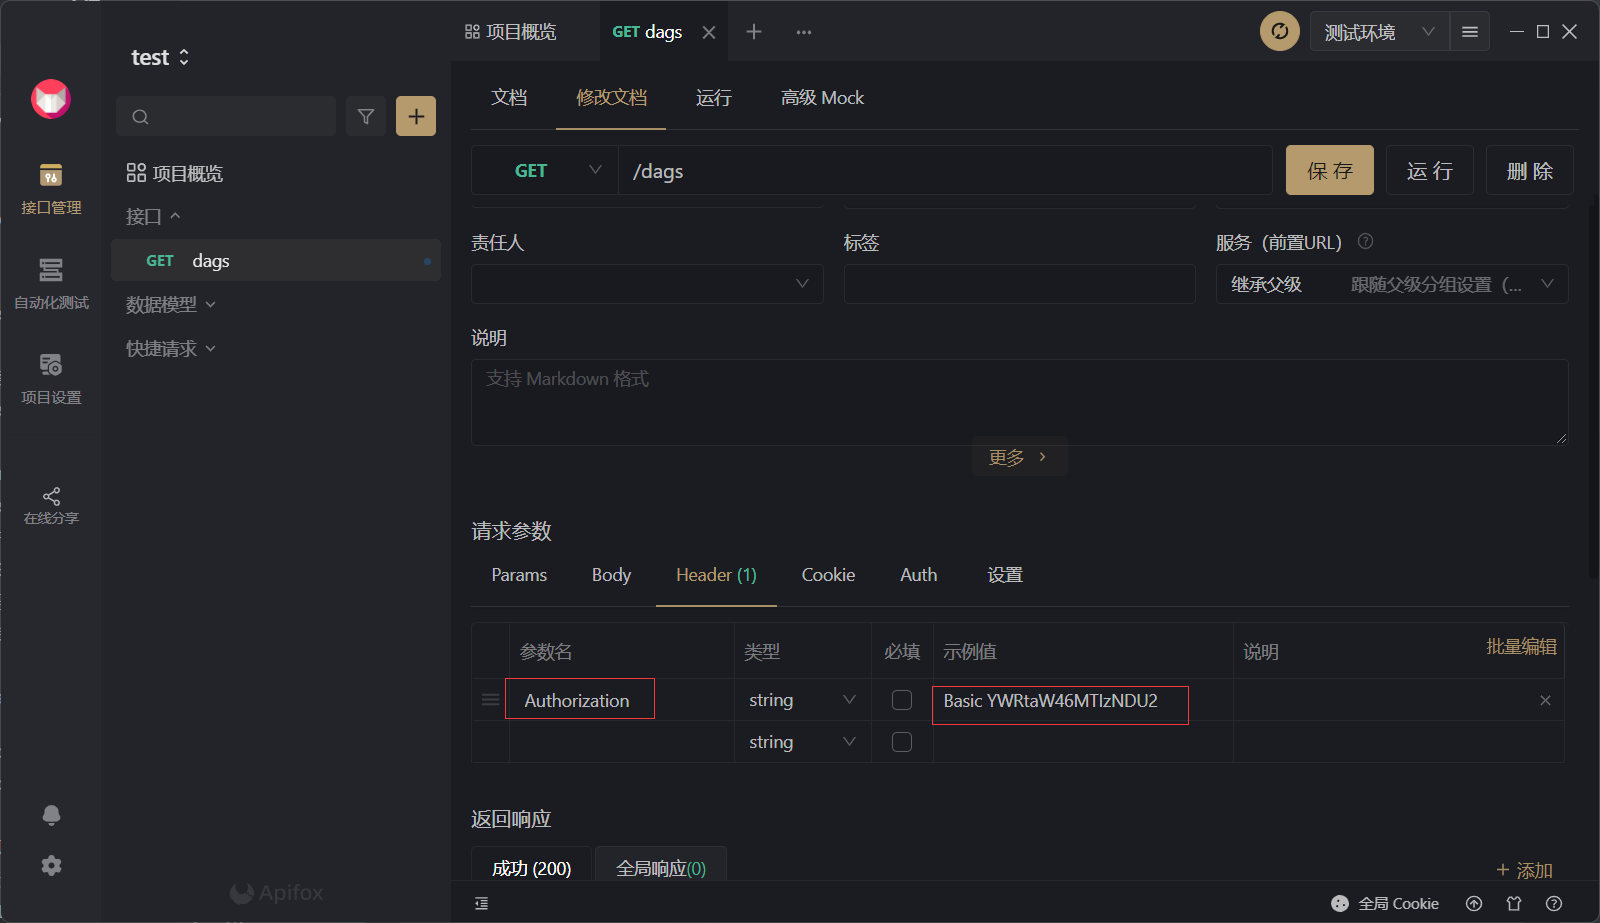 test
项目概览
GET dags
测试环境
接口管理
自动化测试
项目设置
在线分享
项目概览
接口
GET dags
数据模型
快捷请求
Apifox
文档
修改文档
运行
高级 Mock
GET
/dags
保 存
运 行
删 除
责任人
标签
服务（前置URL）
继承父级 跟随父级分组设置（...
说明
支持 Markdown 格式
更多
请求参数
Params
Body
Header (1)
Cookie
Auth
设置
参数名
类型
必填
示例值
说明
批量编辑
Authorization
string
Basic YWRtaW46MTIzNDU2
string
返回响应
成功 (200)
全局响应(0)
+ 添加
全局 Cookie